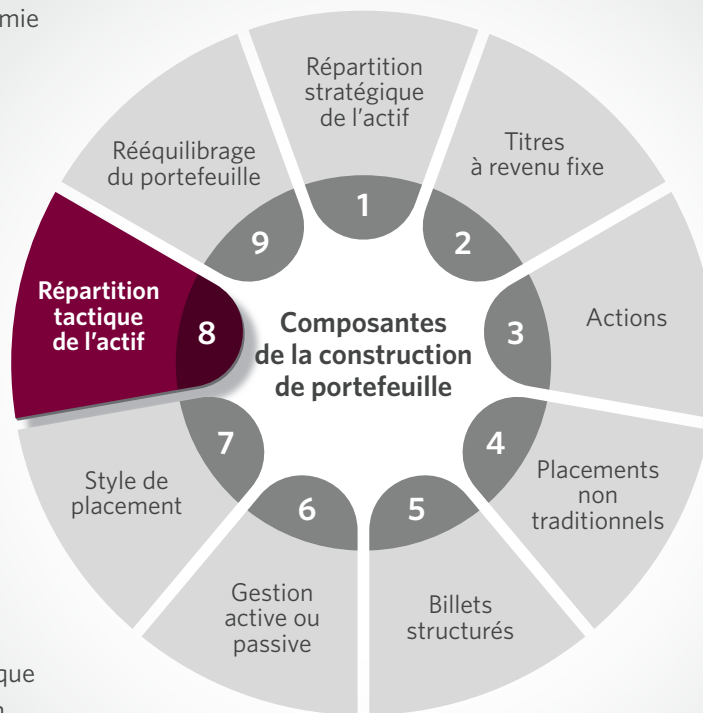 mie
Répartition
stratégique
de l'actif
1
Titres
à revenu fixe
2
Actions
3
Placements
non
traditionnels
4
Billets
structurés
5
Gestion
active ou
passive
6
Style de
placement
7
Répartition
tactique
de l'actif
8
Rééquilibrage
du portefeuille
9
Composantes
de la construction
de portefeuille
que